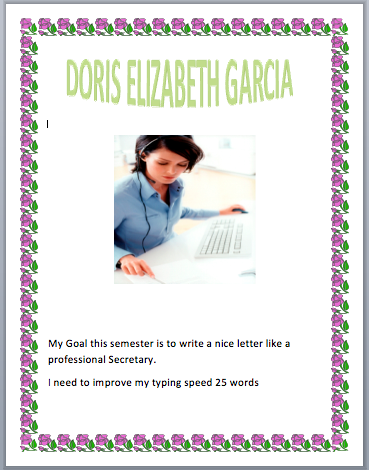 DORIS ELIZABETH GARCIA
My Goal this semester is to write a nice letter like a
professional Secretary.
I need to improve my typing speed 25 words